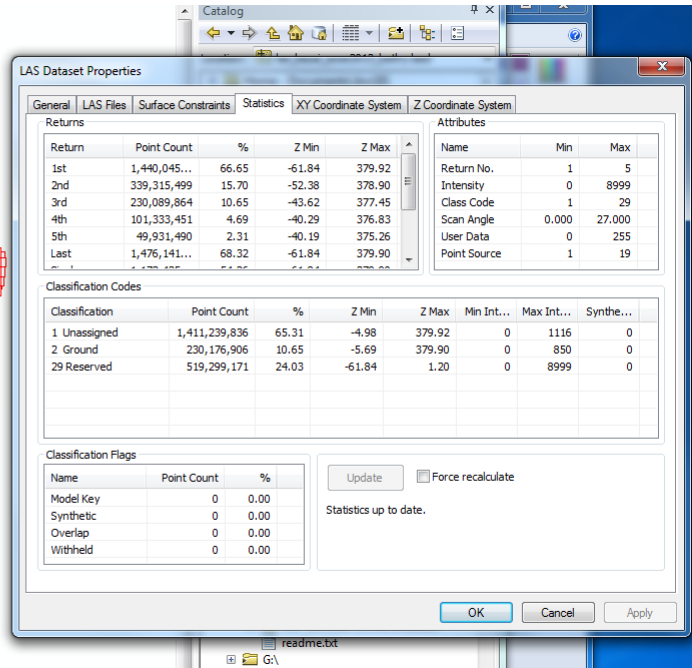 Catalog
LAS Dataset Properties
General LAS Files Surface Constraints Statistics XY Coordinate System Z Coordinate System
Returns
Return Point Count % Z Min Z Max
1st 1,440,045... 66.65 -61.84 379.92
2nd 339,315,499 15.70 -52.38 378.90
3rd 230,089,864 10.65 -43.62 377.45
4th 101,333,451 4.69 -40.29 376.83
5th 49,931,490 2.31 -40.19 375.26
Last 1,476,141... 68.32 -61.84 379.90
Attributes
Name Min Max
Return No. 1 5
Intensity 0 8999
Class Code 1 29
Scan Angle 0.000 27.000
User Data 0 255
Point Source 1 19
Classification Codes
Classification Point Count % Z Min Z Max Min Int... Max Int... Synthe...
1 Unassigned 1,411,239,836 65.31 -4.98 379.92 0 1116 0
2 Ground 230,176,906 10.65 -5.69 379.90 0 850 0
29 Reserved 519,299,171 24.03 -61.84 1.20 0 8999 0
Classification Flags
Name Point Count %
Model Key 0 0.00
Synthetic 0 0.00
Overlap 0 0.00
Withheld 0 0.00
Update Force recalculate
Statistics up to date.
OK Cancel Apply
readme.txt
G:\